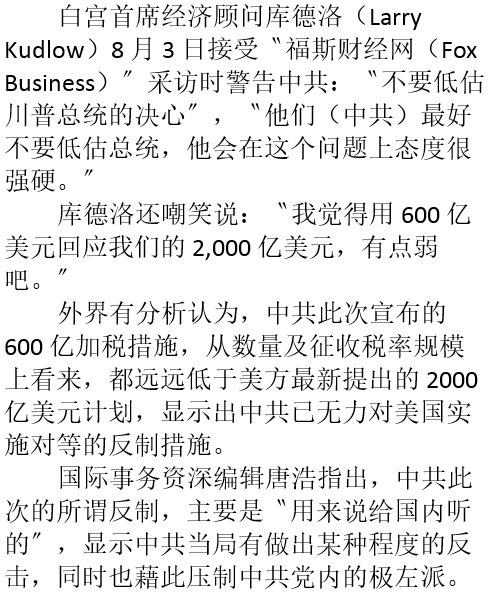 白宫首席经济顾问库德洛（Larry
Kudlow）8 月 3 日接受〝福斯财经网（Fox
Business）〞采访时警告中共：〝不要低估
川普总统的决心〞，〝他们（中共）最好
不要低估总统，他会在这个问题上态度很
强硬。〞
库德洛还嘲笑说：〝我觉得用 600 亿
美元回应我们的 2,000 亿美元，有点弱
吧。〞
外界有分析认为，中共此次宣布的
600 亿加税措施，从数量及征收税率规模
上看来，都远远低于美方最新提出的 2000
亿美元计划，显示出中共已无力对美国实
施对等的反制措施。
国际事务资深编辑唐浩指出，中共此
次的所谓反制，主要是〝用来说给国内听
的〞，显示中共当局有做出某种程度的反
击，同时也藉此压制中共党内的极左派。